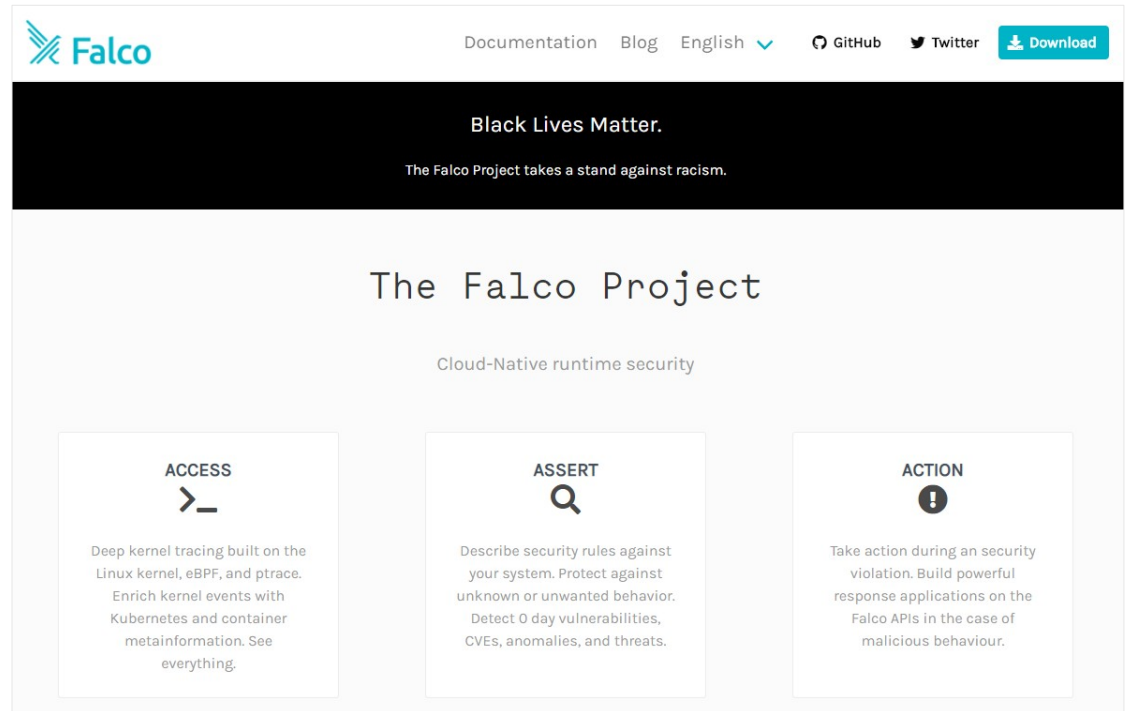 Falco
Documentation Blog English GitHub Twitter Download
Black Lives Matter.
The Falco Project takes a stand against racism.
The Falco Project
Cloud-Native runtime security
ACCESS
Deep kernel tracing built on the
Linux kernel, eBPF, and ptrace.
Enrich kernel events with
Kubernetes and container
metainformation. See
everything.
ASSERT
Describe security rules against
your system. Protect against
unknown or unwanted behavior.
Detect 0 day vulnerabilities,
CVEs, anomalies, and threats.
ACTION
Take action during an security
violation. Build powerful
response applications on the
Falco APIs in the case of
malicious behaviour.